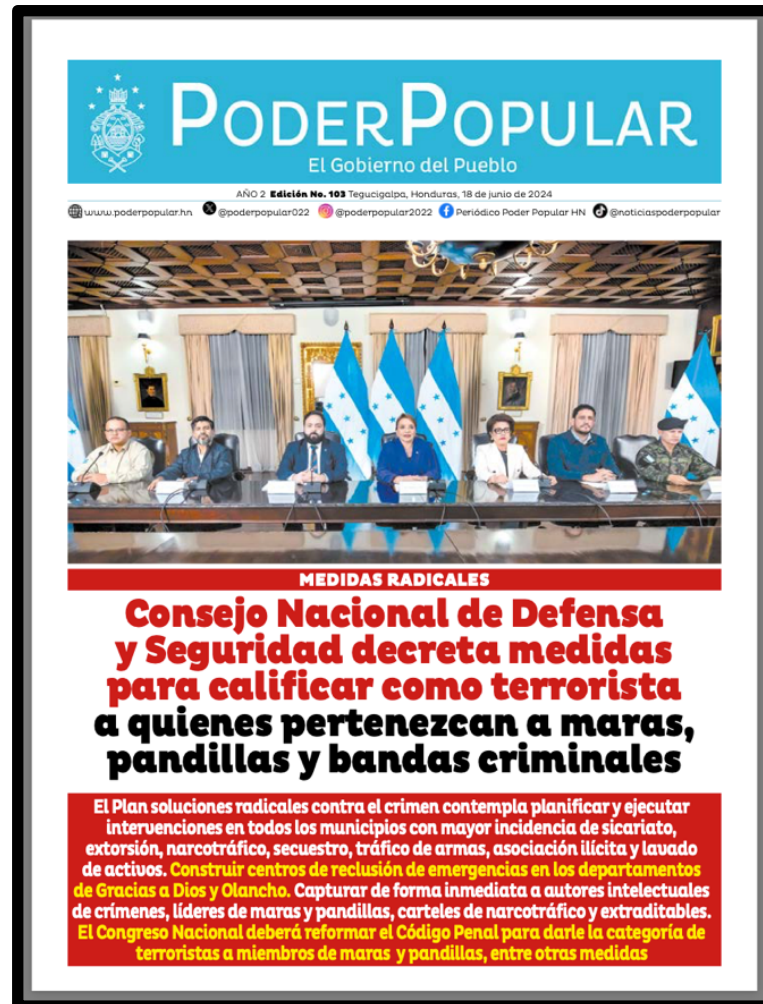 PODERPOPULAR
El Gobierno del Pueblo
AÑO 2 Edición No. 103 Tegucigalpa, Honduras, 18 de junio de 2024
www.poderpopular.hn @poderpopular022 @poderpopular2022 Periódico Poder Popular HN @noticiaspoderpopular
MEDIDAS RADICALES
Consejo Nacional de Defensa
y Seguridad decreta medidas
para calificar como terrorista
a quienes pertenezcan a maras,
pandillas y bandas criminales
El Plan soluciones radicales contra el crimen contempla planificar y ejecutar
intervenciones en todos los municipios con mayor incidencia de sicariato,
extorsión, narcotráfico, secuestro, tráfico de armas, asociación ilícita y lavado
de activos. Construir centros de reclusión de emergencias en los departamentos
de Gracias a Dios y Olancho. Capturar de forma inmediata a autores intelectuales
de crímenes, líderes de maras y pandillas, carteles de narcotráfico y extraditables.
El Congreso Nacional deberá reformar el Código Penal para darle la categoría de
terroristas a miembros de maras y pandillas, entre otras medidas